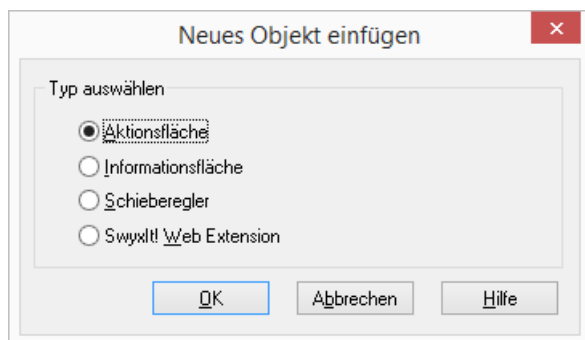 Neues Objekt einfügen
Typ auswählen
Aktionsfläche
Informationsfläche
Schieberegler
SwyxIt! Web Extension
OK Abbrechen Hilfe